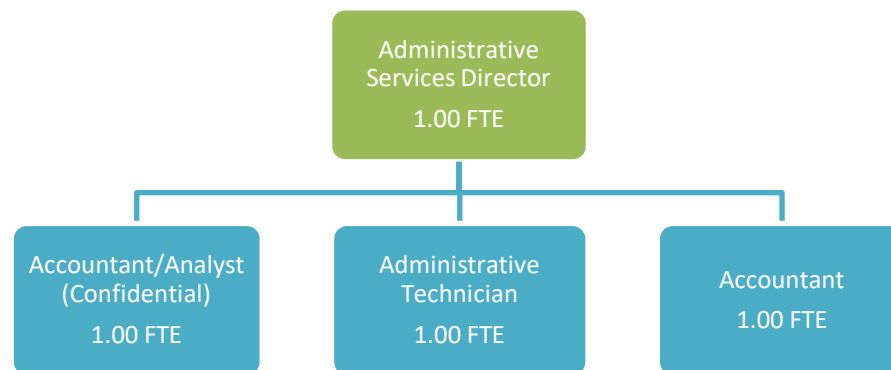 Administrative
Services Director
1.00 FTE
Accountant/Analyst
(Confidential)
1.00 FTE
Administrative
Technician
1.00 FTE
Accountant
1.00 FTE